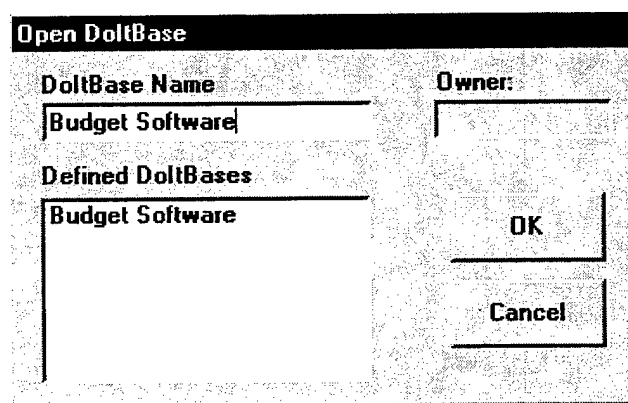 Open DoltBase
DoltBase Name
Owner:
Budget Software
Defined DoltBases
Budget Software
OK
Cancel